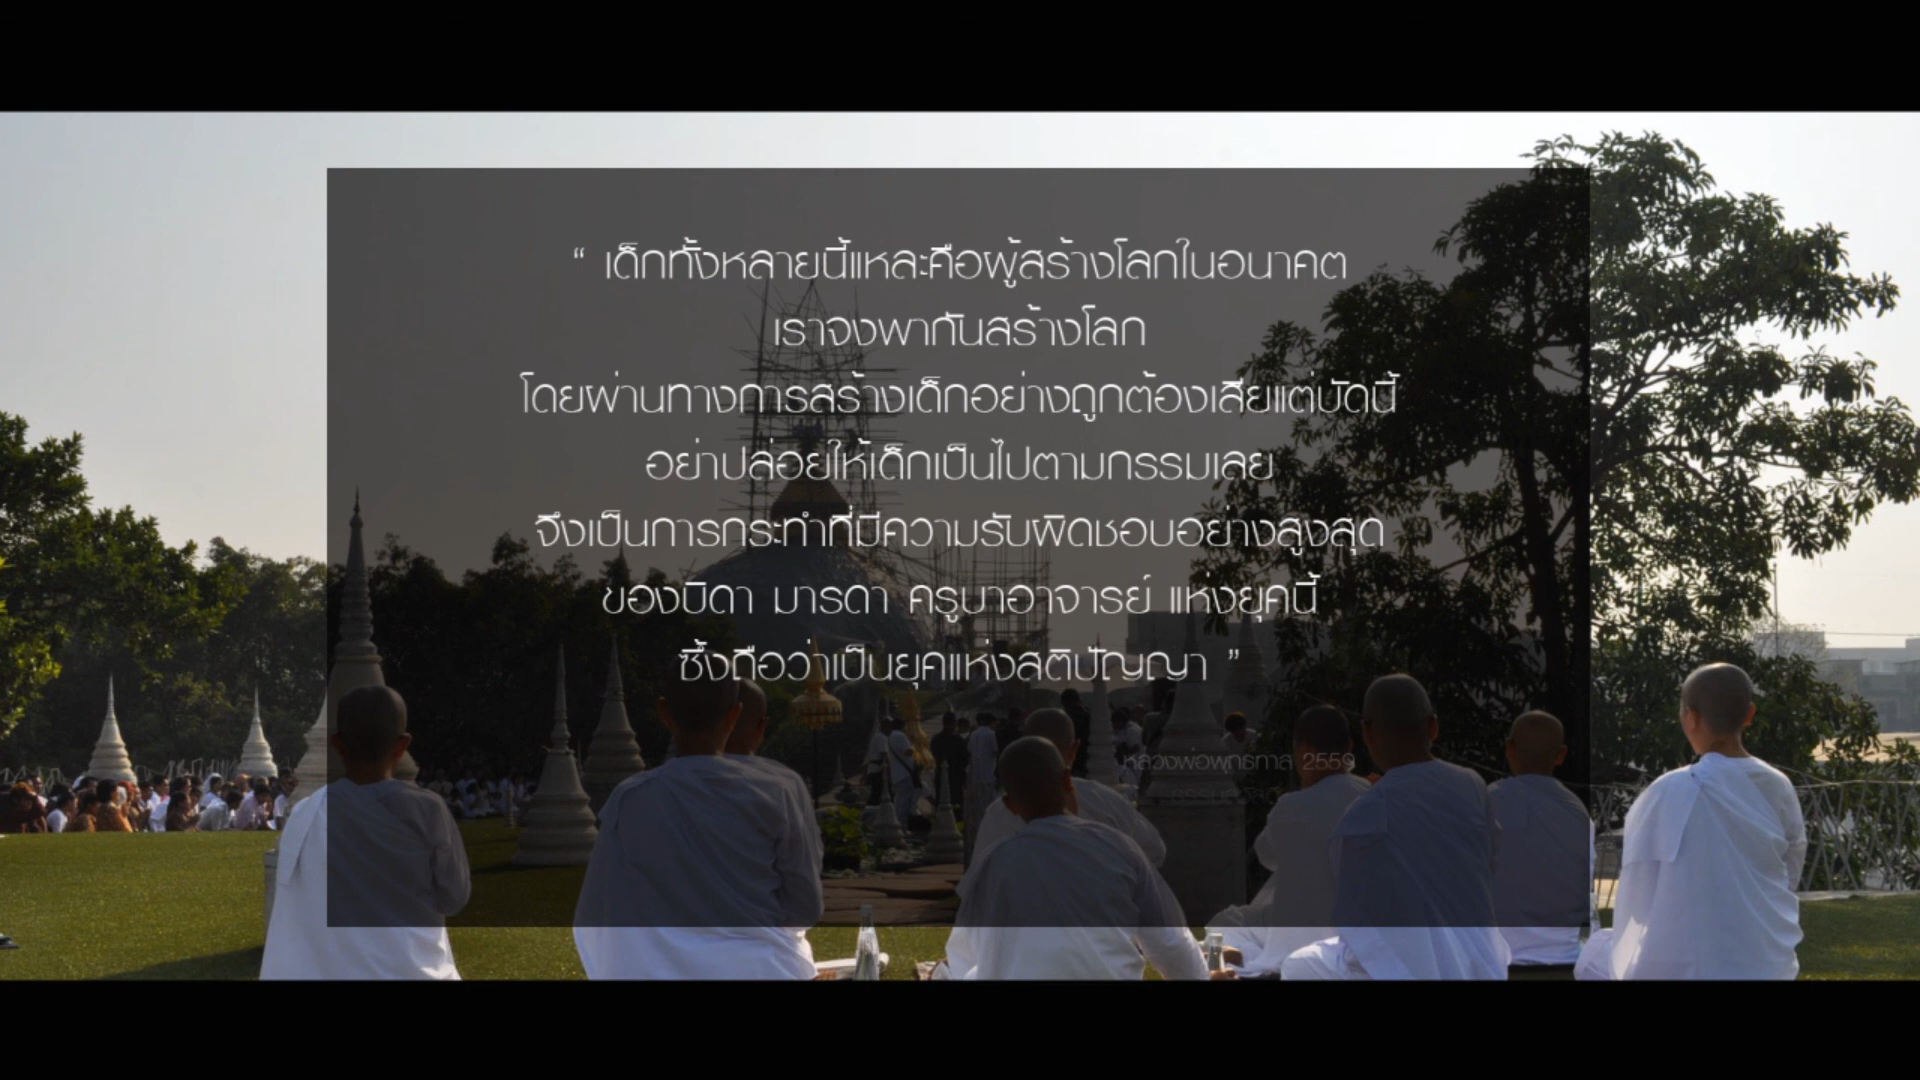 “ เด็กทั้งหลายนี้แหละคือผู้สร้างโลกในอนาคต
เราจงพากันสร้างโลก
โดยผ่านทางการสร้างเด็กอย่างถูกต้องเสียแต่บัดนี้
อย่าปล่อยให้เด็กเป็นไปตามกรรมเลย
จึงเป็นการกระทำที่มีความรับผิดชอบอย่างสูงสุด
ของบิดา มารดา ครูบาอาจารย์ แห่งยุคนี้
ซึ้งถือว่าเป็นยุคแห่งสติปัญญา ”
หลวงพ่อพุทธทาส 2559